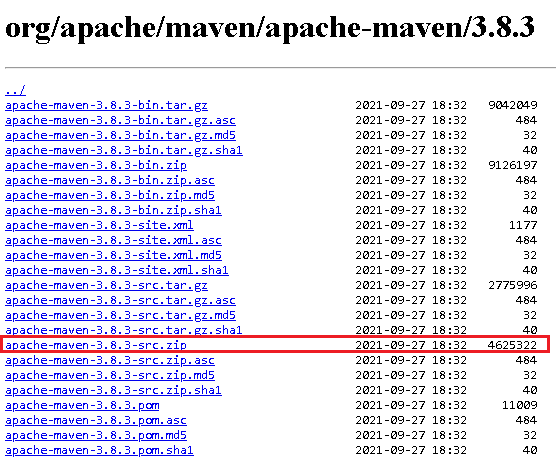 org/apache/maven/apache-maven/3.8.3
../
apache-maven-3.8.3-bin.tar.gz 2021-09-27 18:32 9042049
apache-maven-3.8.3-bin.tar.gz.asc 2021-09-27 18:32 484
apache-maven-3.8.3-bin.tar.gz.md5 2021-09-27 18:32 32
apache-maven-3.8.3-bin.tar.gz.sha1 2021-09-27 18:32 40
apache-maven-3.8.3-bin.zip 2021-09-27 18:32 9126197
apache-maven-3.8.3-bin.zip.asc 2021-09-27 18:32 484
apache-maven-3.8.3-bin.zip.md5 2021-09-27 18:32 32
apache-maven-3.8.3-bin.zip.sha1 2021-09-27 18:32 40
apache-maven-3.8.3-site.xml 2021-09-27 18:32 1177
apache-maven-3.8.3-site.xml.asc 2021-09-27 18:32 484
apache-maven-3.8.3-site.xml.md5 2021-09-27 18:32 32
apache-maven-3.8.3-site.xml.sha1 2021-09-27 18:32 40
apache-maven-3.8.3-src.tar.gz 2021-09-27 18:32 2775996
apache-maven-3.8.3-src.tar.gz.asc 2021-09-27 18:32 484
apache-maven-3.8.3-src.tar.gz.md5 2021-09-27 18:32 32
apache-maven-3.8.3-src.tar.gz.sha1 2021-09-27 18:32 40
apache-maven-3.8.3-src.zip 2021-09-27 18:32 4625322
apache-maven-3.8.3-src.zip.asc 2021-09-27 18:32 484
apache-maven-3.8.3-src.zip.md5 2021-09-27 18:32 32
apache-maven-3.8.3-src.zip.sha1 2021-09-27 18:32 40
apache-maven-3.8.3.pom 2021-09-27 18:32 11009
apache-maven-3.8.3.pom.asc 2021-09-27 18:32 484
apache-maven-3.8.3.pom.md5 2021-09-27 18:32 32
apache-maven-3.8.3.pom.sha1 2021-09-27 18:32 40